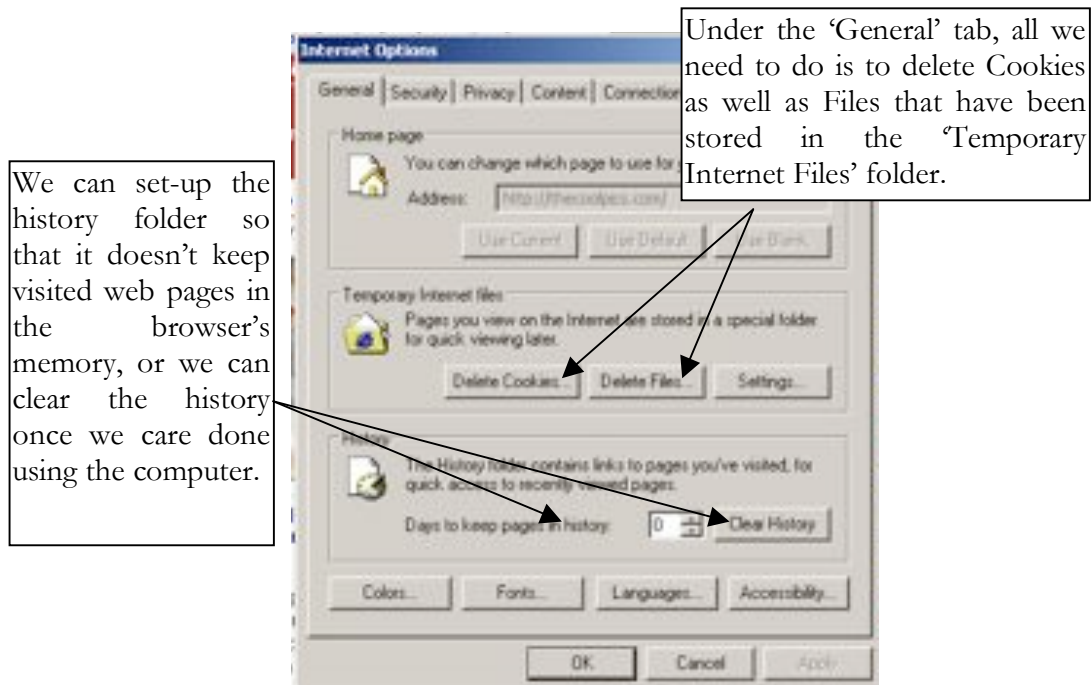 Under the ‘General’ tab, all we
need to do is to delete Cookies
as well as Files that have been
stored in the ‘Temporary
Internet Files’ folder.
We can set-up the
history folder so
that it doesn’t keep
visited web pages in
the browser’s
memory, or we can
clear the history
once we care done
using the computer.
Internet Options
General Security Privacy Content Connection
Home page
You can change which page to use for
Address:
Use Current Use Default Use Blank
Temporary Internet files
Pages you view on the Internet are stored in a special folder
for quick viewing later.
Delete Cookies... Delete Files... Settings...
History
The History folder contains links to pages you've visited, for
quick access to recently viewed pages.
Days to keep pages in history: 0 Clear History
Colors... Fonts... Languages... Accessibility...
OK Cancel Apply